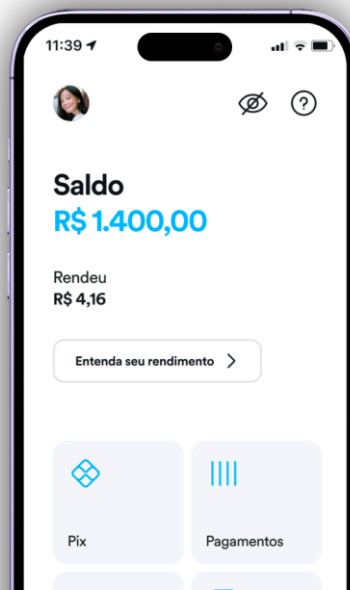 11:39
Saldo
R$ 1.400,00
Rendeu
R$ 4,16
Entenda seu rendimento
Pix
Pagamentos